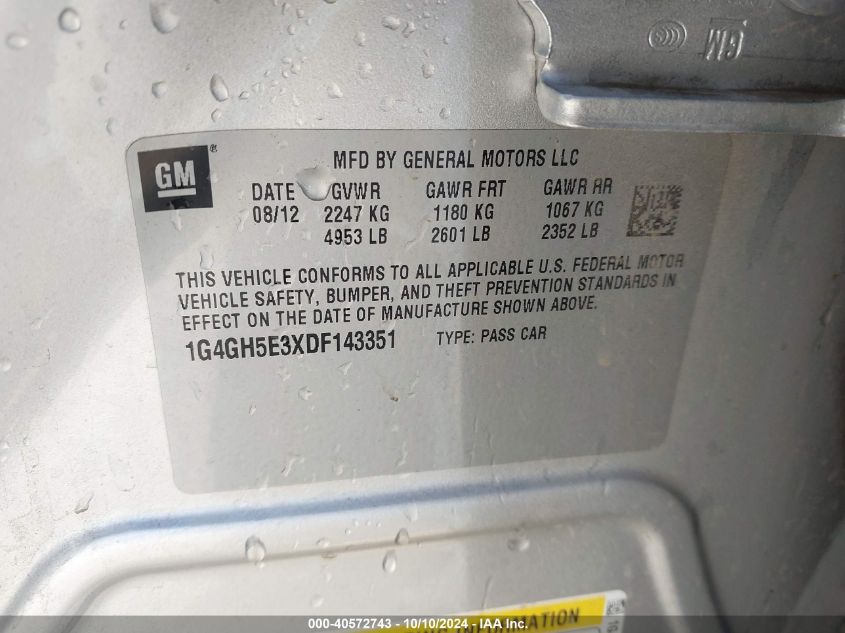 GM
GM®
MFD BY GENERAL MOTORS LLC
DATE GVWR GAWR FRT GAWR RR
08/12 2247 KG 1180 KG 1067 KG
4953 LB 2601 LB 2352 LB
THIS VEHICLE CONFORMS TO ALL APPLICABLE U.S. FEDERAL MOTOR
VEHICLE SAFETY, BUMPER, AND THEFT PREVENTION STANDARDS IN
EFFECT ON THE DATE OF MANUFACTURE SHOWN ABOVE.
1G4GH5E3XDF143351 TYPE: PASS CAR
INFORMATION
000-40572743 - 10/10/2024 - Copyright © IAA, Inc.